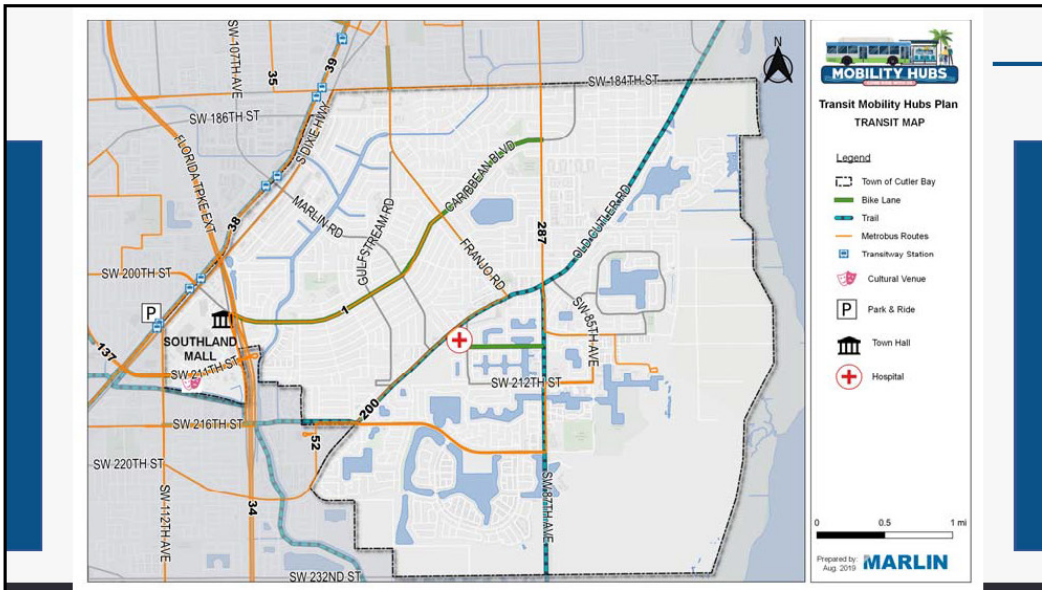 SW 107TH AVE
35
39
SW 184TH ST
N
SW 186TH ST
S DIXIE HWY
FLORIDA TPKE EXT
CARIBBEAN BLVD
MARLIN RD
GULFSTREAM RD
38
287
OLD CUTLER RD
FRANJO RD
SW 200TH ST
1
SW 85TH AVE
P
SOUTHLAND
MALL
137
SW 211TH ST
SW 212TH ST
200
SW 216TH ST
52
SW 220TH ST
SW 112TH AVE
34
SW 87TH AVE
SW 232ND ST
MOBILITY HUBS
Transit Mobility Hubs Plan
TRANSIT MAP
Legend
Town of Cutler Bay
Bike Lane
Trail
Metrobus Routes
Transitway Station
Cultural Venue
P Park & Ride
Town Hall
Hospital
0 0.5 1 mi
Prepared by: MARLIN
Aug. 2019